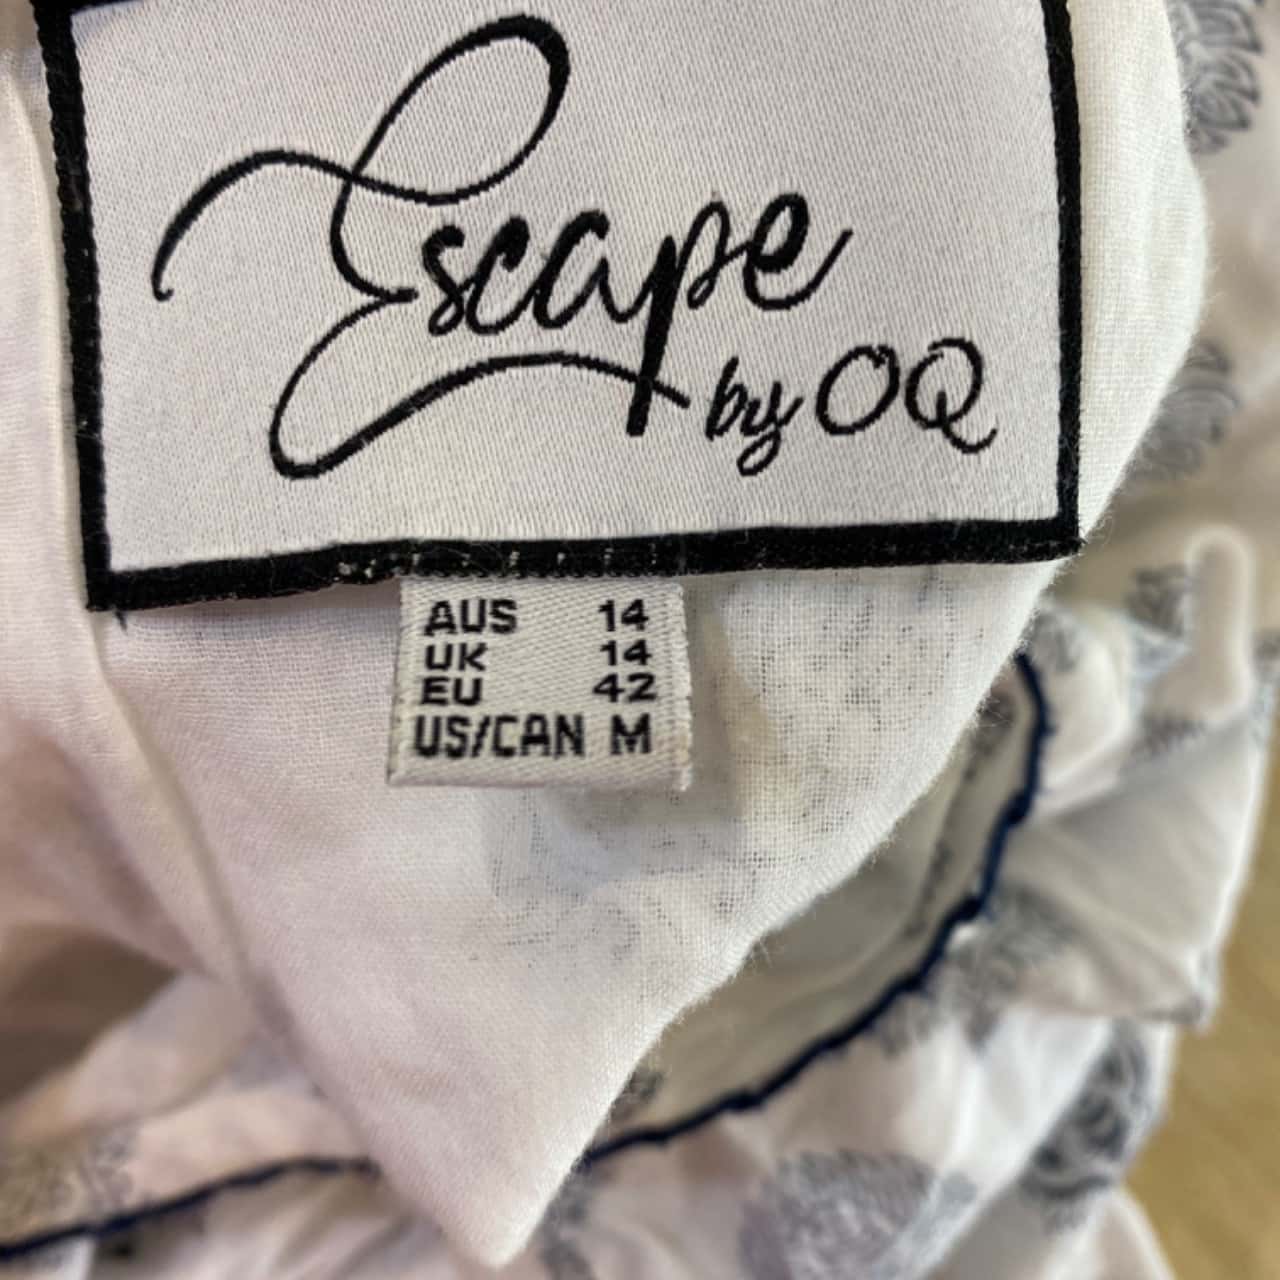 Escape
by OQ
AUS 14
UK 14
EU 42
US/CAN M